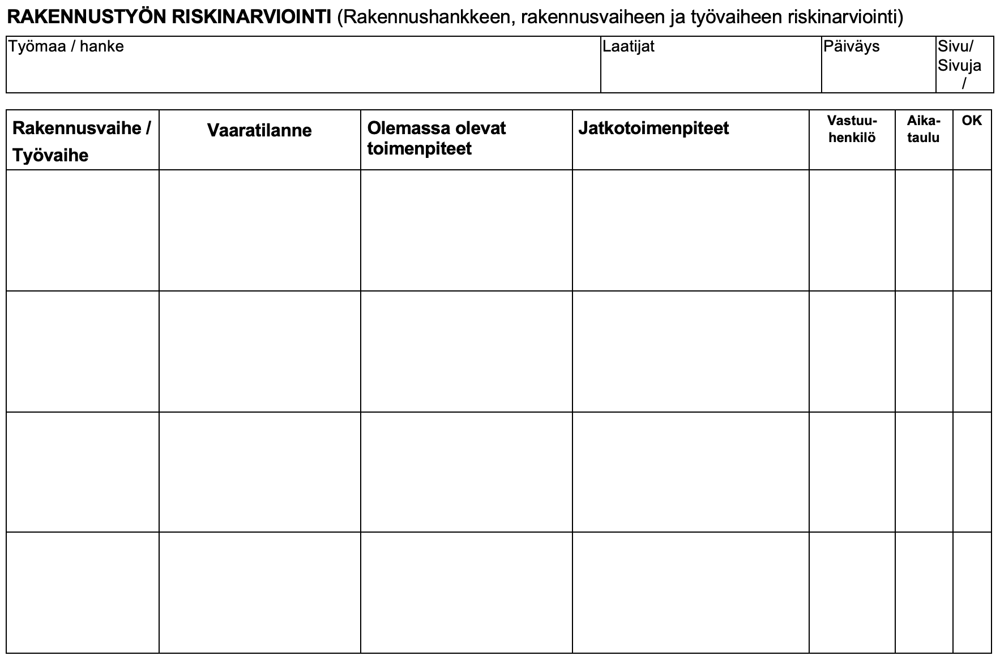 RAKENNUSTYÖN RISKINARVIOINTI (Rakennushankkeen, rakennusvaiheen ja työvaiheen riskinarviointi)
Työmaa / hanke
Laatijat
Päiväys
Sivu/
Sivuja
/
Rakennusvaihe /
Työvaihe
Vaaratilanne
Olemassa olevat
toimenpiteet
Jatkotoimenpiteet
Vastuu-
henkilö
Aika-
taulu
OK